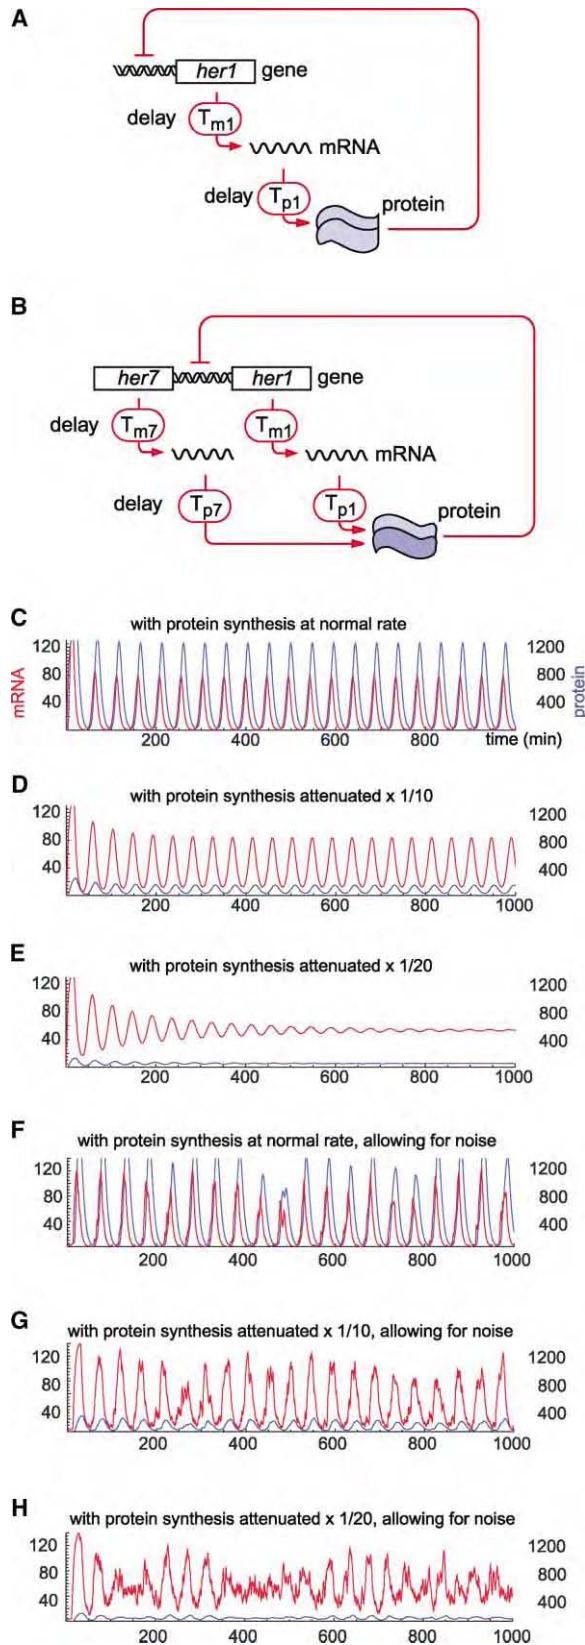 A
her1 gene
delay Tm1
mRNA
delay Tp1
protein
B
her7 her1 gene
delay Tm7 Tm1
mRNA
delay Tp7 Tp1
protein
C
with protein synthesis at normal rate
120 1200
80 800
40 400
mRNA
protein
200 400 600 800 time (min)
D
with protein synthesis attenuated x 1/10
120 1200
80 800
40 400
200 400 600 800 1000
E
with protein synthesis attenuated x 1/20
120 1200
80 800
40 400
200 400 600 800 1000
F
with protein synthesis at normal rate, allowing for noise
120 1200
80 800
40 400
200 400 600 800 1000
G
with protein synthesis attenuated x 1/10, allowing for noise
120 1200
80 800
40 400
200 400 600 800 1000
H
with protein synthesis attenuated x 1/20, allowing for noise
120 1200
80 800
40 400
200 400 600 800 1000